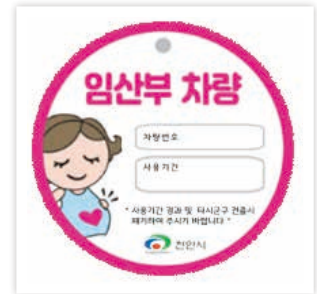 임산부 차량
차량번호
사용기간
* 사용기간 경과 및 타시군구 전출시
폐기하여 주시기 바랍니다 *
천안시